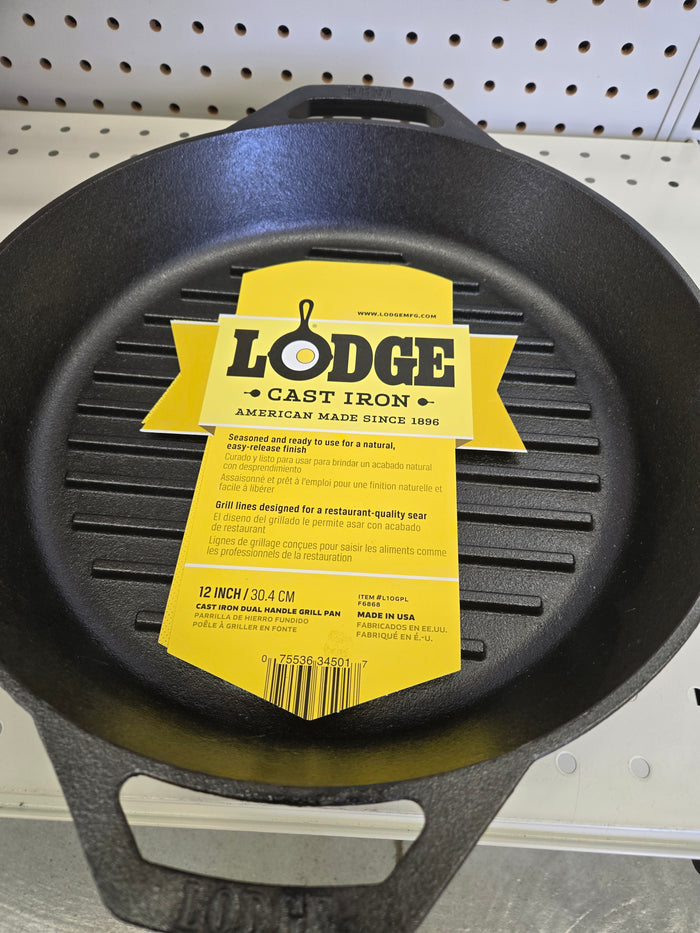 WWW.LODGEMFG.COM
LODGE
CAST IRON
AMERICAN MADE SINCE 1896
Seasoned and ready to use for a natural,
easy-release finish
Curado y listo para usar para brindar un acabado natural
con desprendimiento
Assaisonné et prêt à l'emploi pour une finition naturelle et
facile à libérer
Grill lines designed for a restaurant-quality sear
El diseno del grillado le permite asar con acabado
de restaurant
Lignes de grillage conçues pour saisir les aliments comme
les professionnels de la restauration
12 INCH / 30.4 CM
CAST IRON DUAL HANDLE GRILL PAN
PARRILLA DE HIERRO FUNDIDO
POÊLE À GRILLER EN FONTE
ITEM #L10GPL
F6868
MADE IN USA
FABRICADOS EN EE.UU.
FABRIQUÉ EN É.-U.
0 75536 34501 7
LODGE